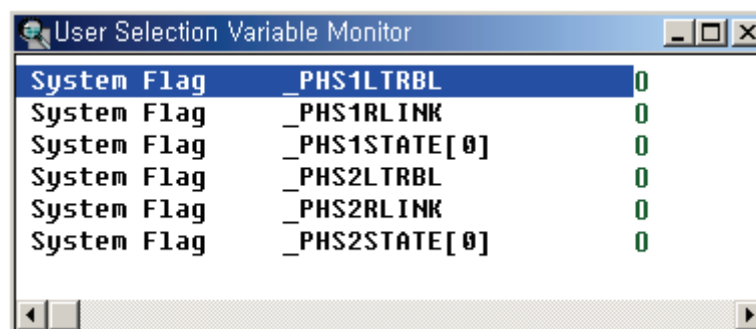 User Selection Variable Monitor
System Flag _PHS1LTRBL 0
System Flag _PHS1RLINK 0
System Flag _PHS1STATE[0] 0
System Flag _PHS2LTRBL 0
System Flag _PHS2RLINK 0
System Flag _PHS2STATE[0] 0